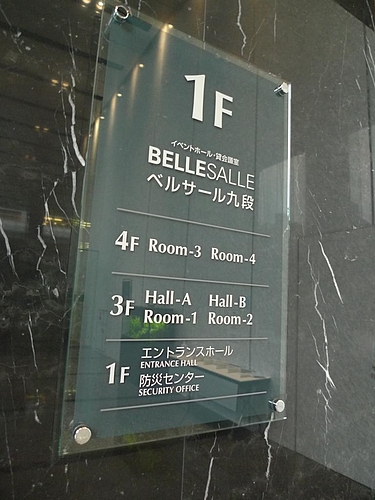 1F
イベントホール・貸会議室
BELLESALLE
ベルサール九段
4F Room-3 Room-4
3F Hall-A Hall-B
Room-1 Room-2
エントランスホール
ENTRANCE HALL
1F 防災センター
SECURITY OFFICE